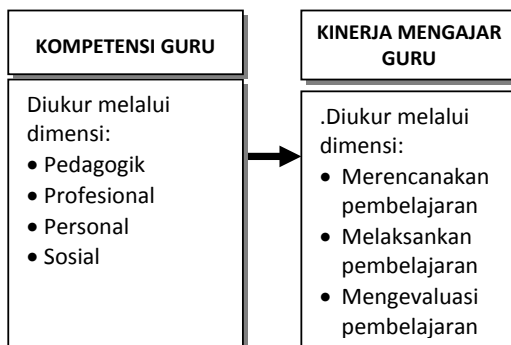 KOMPETENSI GURU
Diukur melalui
dimensi:
• Pedagogik
• Profesional
• Personal
• Sosial
KINERJA MENGAJAR
GURU
.Diukur melalui
dimensi:
• Merencanakan
pembelajaran
• Melaksankan
pembelajaran
• Mengevaluasi
pembelajaran